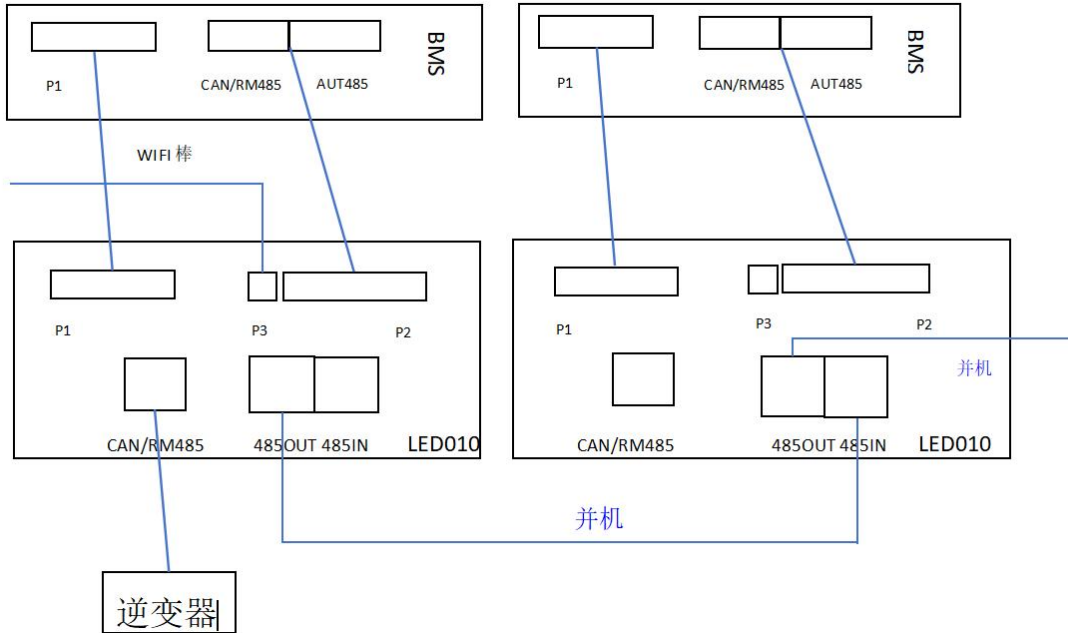 BMS
P1
CAN/RM485
AUT485
BMS
P1
CAN/RM485
AUT485
WIFI 棒
P1
P3
P2
CAN/RM485
485OUT 485IN
LED010
P1
P3
P2
并机
CAN/RM485
485OUT 485IN
LED010
并机
逆变器